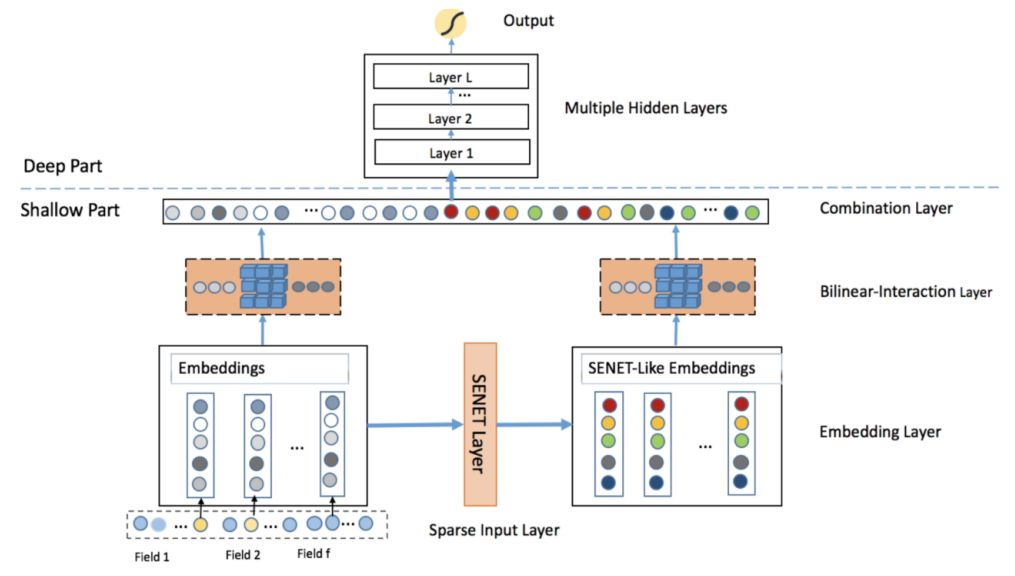 Output
Layer L
...
Layer 2
Layer 1
Multiple Hidden Layers
Deep Part
Shallow Part
...
...
Combination Layer
Bilinear-Interaction Layer
Embeddings
...
SENET Layer
SENET-Like Embeddings
...
Embedding Layer
...
...
...
Sparse Input Layer
Field 1
Field 2
Field f